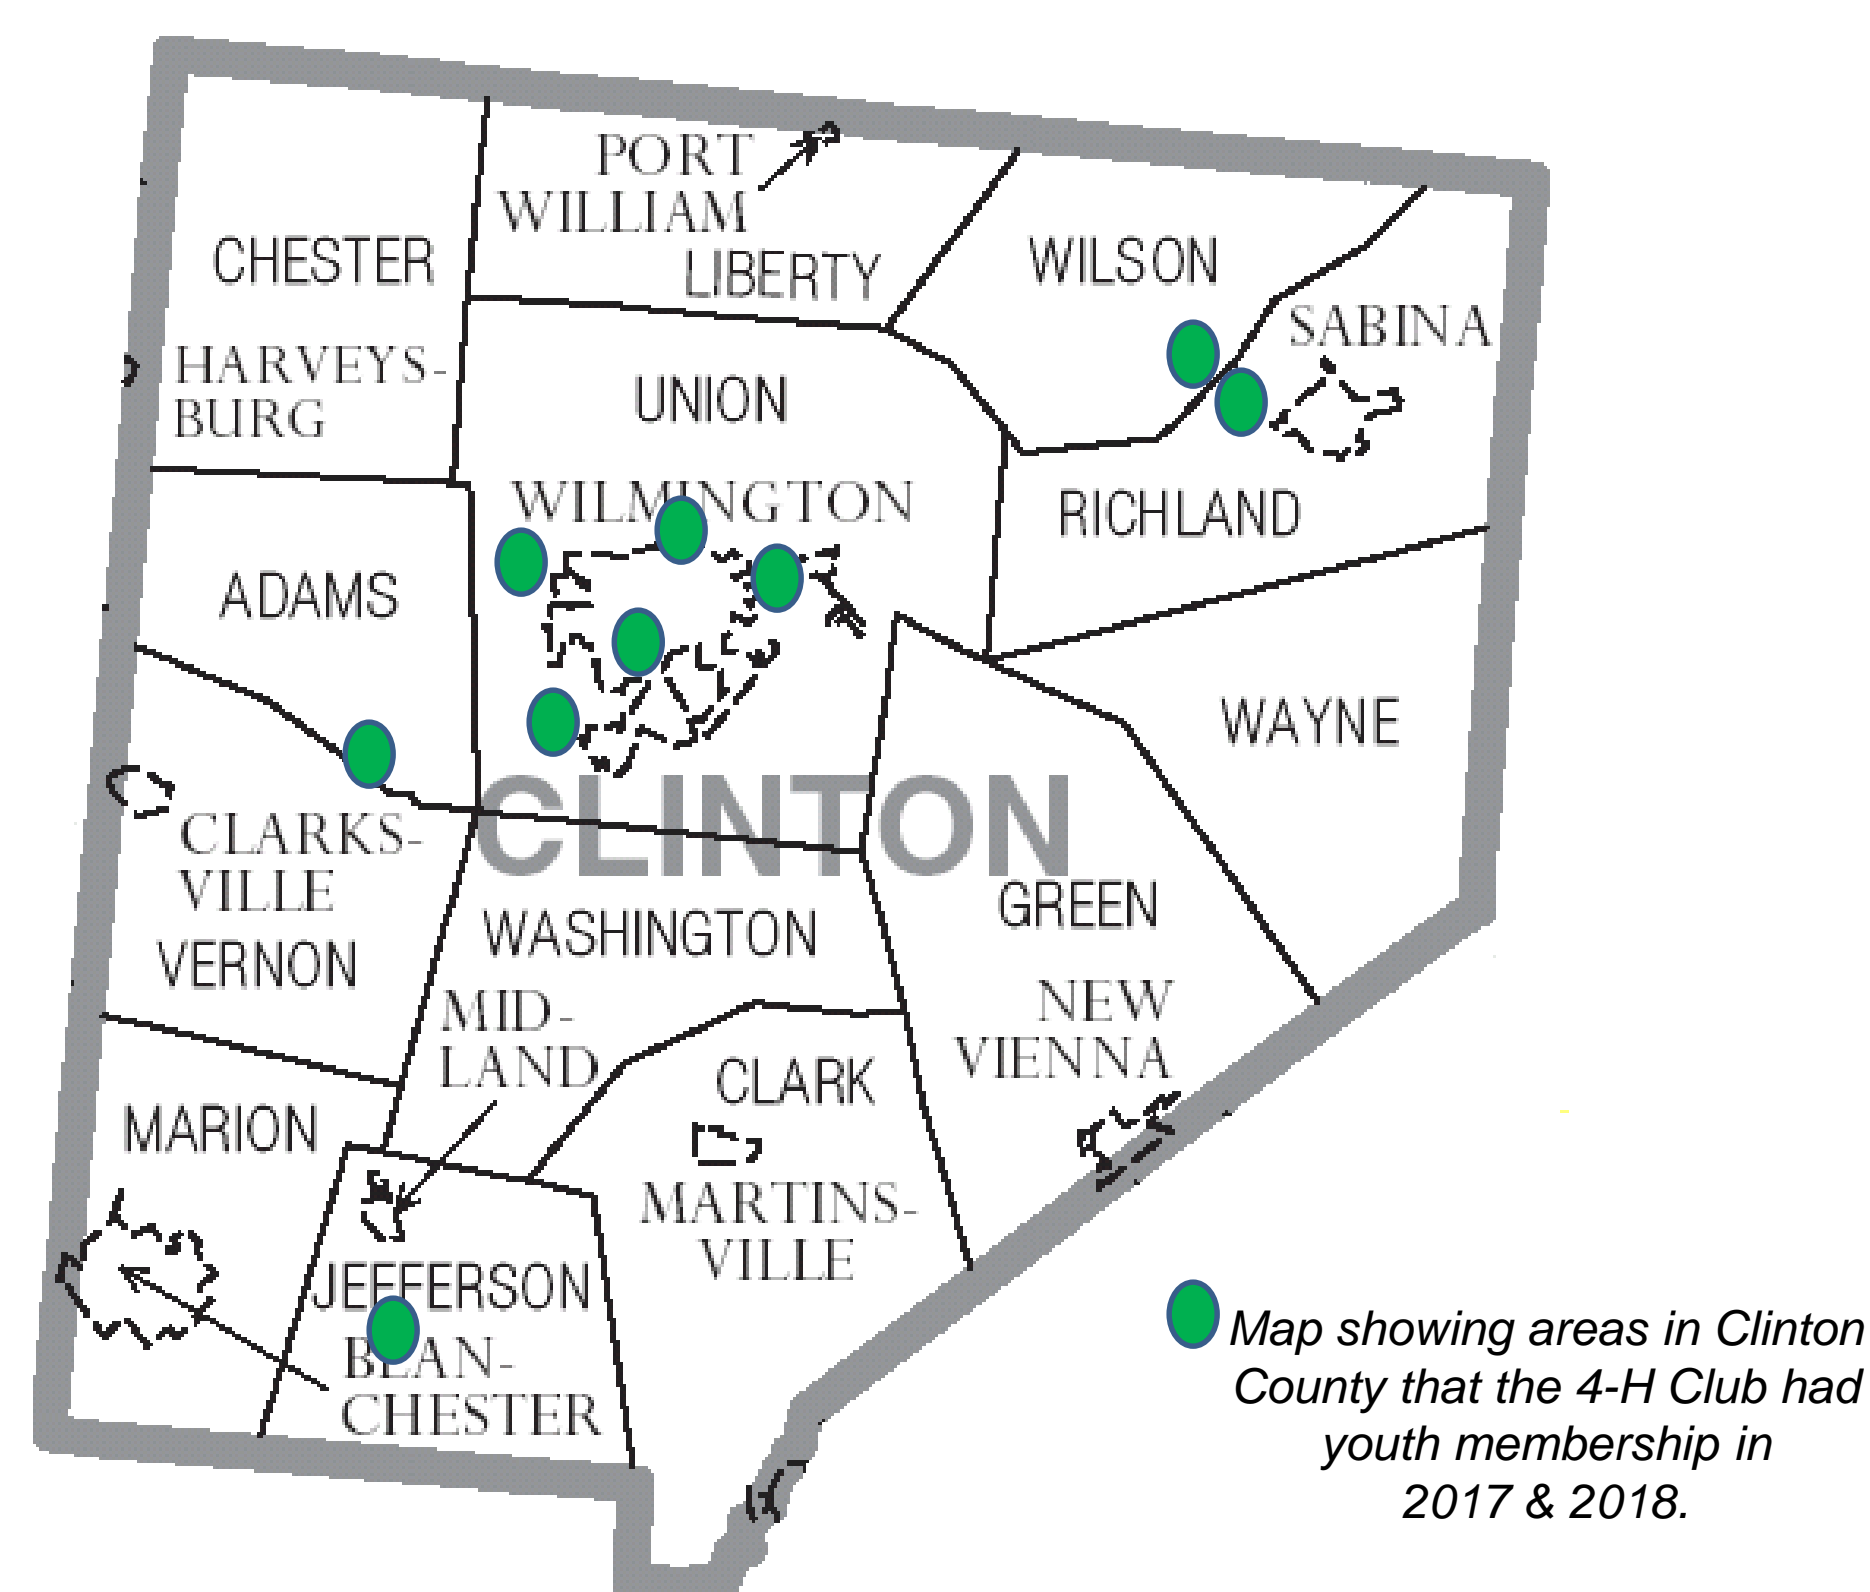 PORT
WILLIAM
LIBERTY
CHESTER
WILSON
HARVEYS-
BURG
SABINA
UNION
WILMINGTON
RICHLAND
ADAMS
WAYNE
CLINTON
CLARKS-
VILLE
VERNON
GREEN
WASHINGTON
MID-
LAND
NEW
VIENNA
CLARK
MARION
MARTINS-
VILLE
JEFFERSON
BLAN-
CHESTER
Map showing areas in Clinton
County that the 4-H Club had
youth membership in
2017 & 2018.